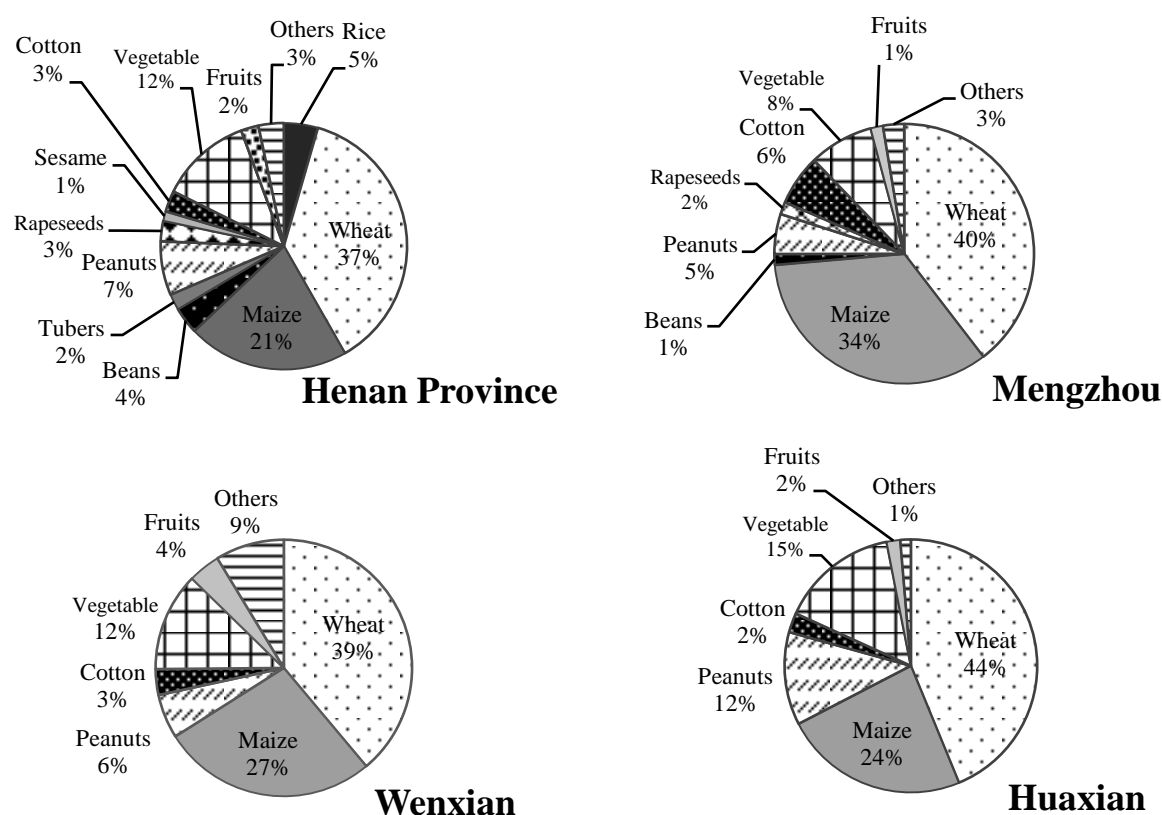 Others
3%
Rice
5%
Cotton
3%
Vegetable
12%
Fruits
2%
Sesame
1%
Rapeseeds
3%
Peanuts
7%
Tubers
2%
Beans
4%
Maize
21%
Wheat
37%
Henan Province
Fruits
1%
Vegetable
8%
Others
3%
Cotton
6%
Rapeseeds
2%
Peanuts
5%
Beans
1%
Maize
34%
Wheat
40%
Mengzhou
Others
9%
Fruits
4%
Vegetable
12%
Cotton
3%
Peanuts
6%
Maize
27%
Wheat
39%
Wenxian
Fruits
2%
Others
1%
Vegetable
15%
Cotton
2%
Peanuts
12%
Maize
24%
Wheat
44%
Huaxian